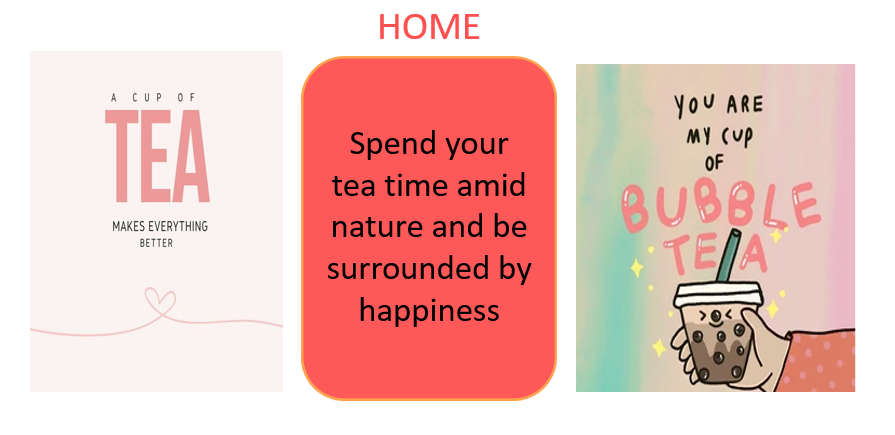 HOME
A CUP OF
TEA
MAKES EVERYTHING
BETTER
Spend your
tea time amid
nature and be
surrounded by
happiness
YOU ARE
MY CUP
OF
BUBBLE
TEA